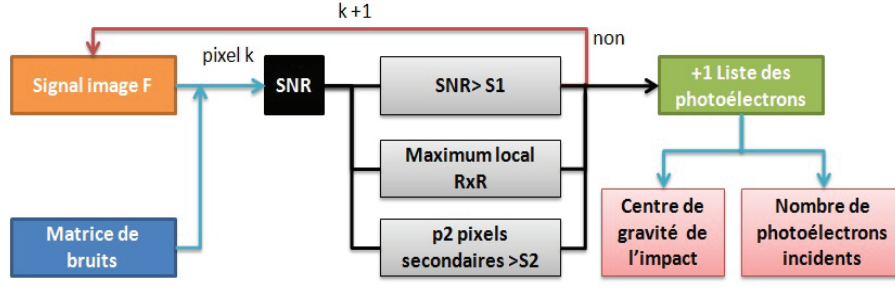 k +1
pixel k
non
Signal image F
SNR
SNR> S1
+1 Liste des
photoélectrons
Maximum local
RxR
Matrice de
bruits
p2 pixels
secondaires >S2
Centre de
gravité de
l'impact
Nombre de
photoélectrons
incidents